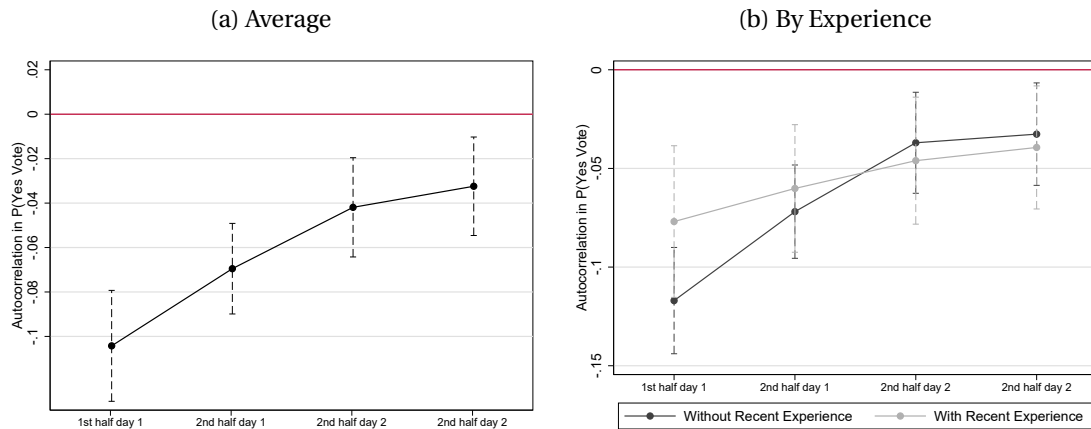 (a) Average
Autocorrelation in P(Yes Vote)
.02
0
-.02
-.04
-.06
-.08
-.1
1st half day 1 2nd half day 1 2nd half day 2 2nd half day 2
(b) By Experience
Autocorrelation in P(Yes Vote)
0
-.05
-.1
-.15
1st half day 1 2nd half day 1 2nd half day 2 2nd half day 2
Without Recent Experience With Recent Experience